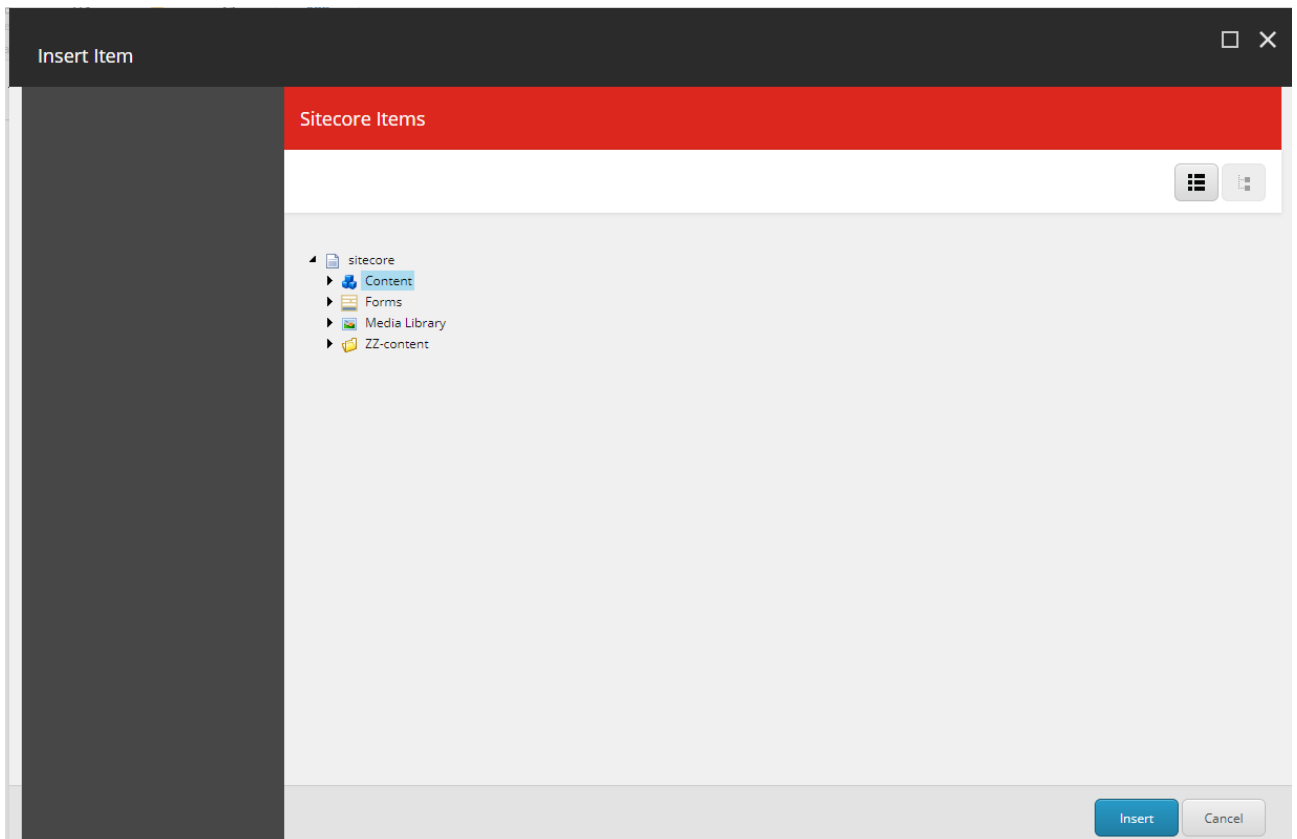 Insert Item
Sitecore Items
sitecore
Content
Forms
Media Library
ZZ-content
Insert Cancel